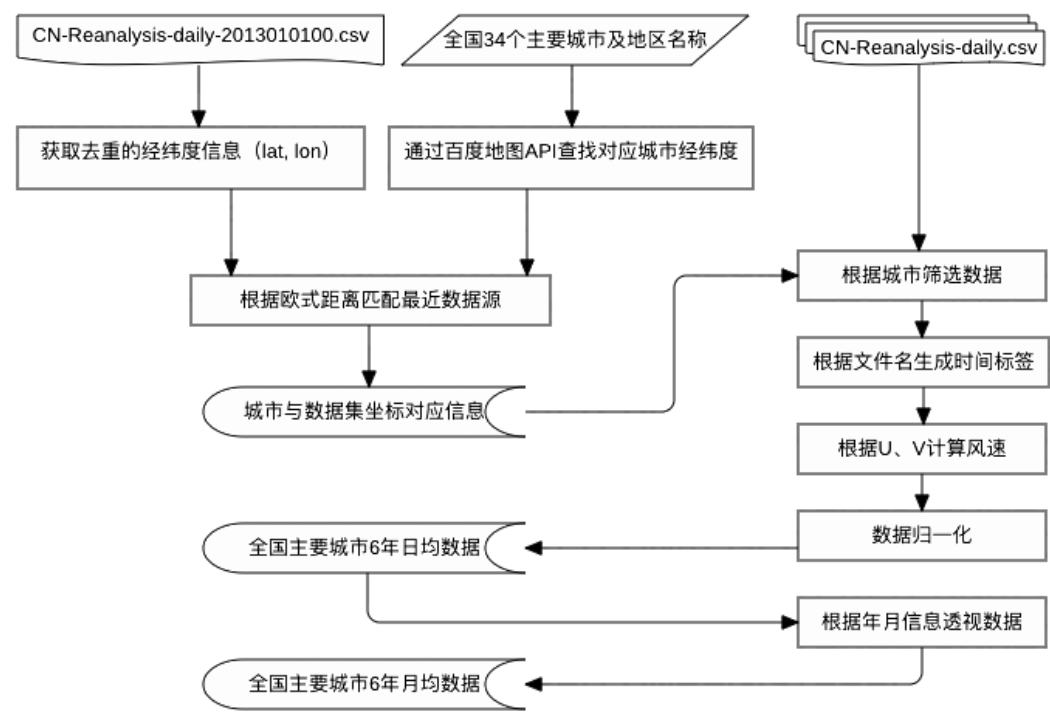 CN-Reanalysis-daily-2013010100.csv
全国34个主要城市及地区名称
CN-Reanalysis-daily.csv
获取去重的经纬度信息（lat, lon）
通过百度地图API查找对应城市经纬度
根据欧式距离匹配最近数据源
根据城市筛选数据
根据文件名生成时间标签
城市与数据集坐标对应信息
根据U、V计算风速
数据归一化
全国主要城市6年日均数据
根据年月信息透视数据
全国主要城市6年月均数据